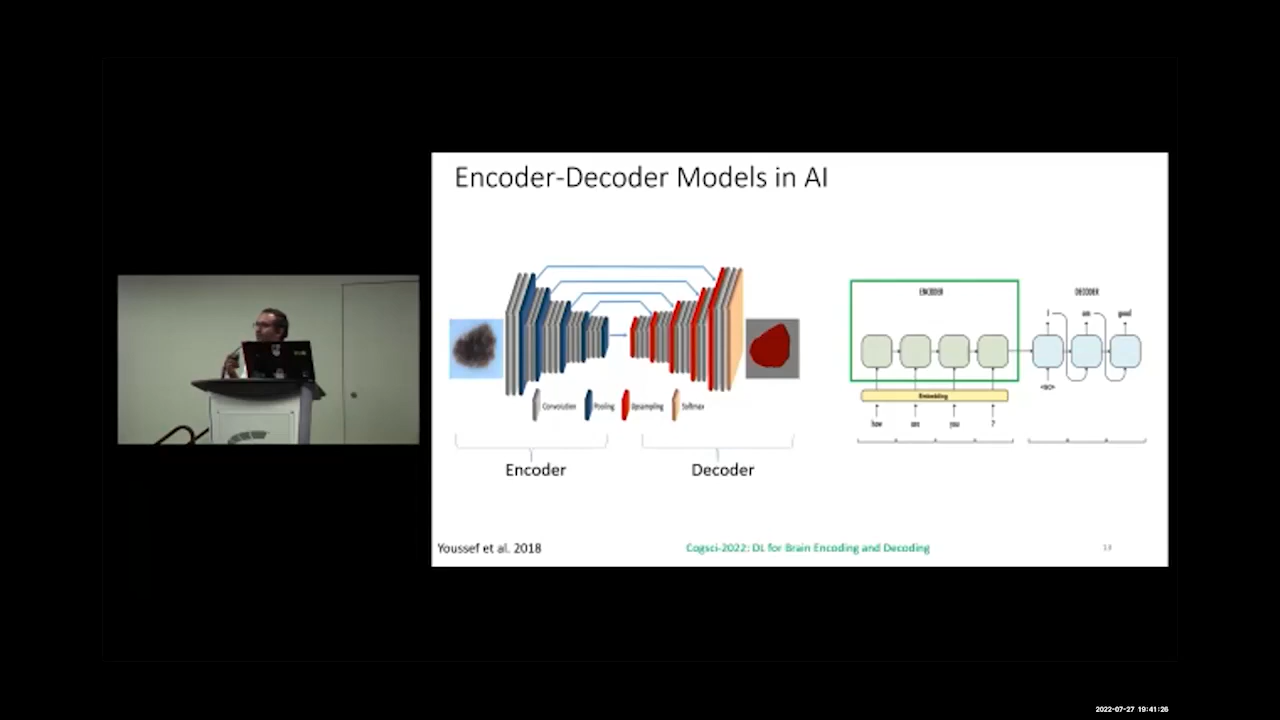 Encoder-Decoder Models in AI
ENCODER
DECODER
I am good
Convolution Pooling Upsampling Softmax
Embedding
how are you ?
Encoder
Decoder
Youssef et al. 2018
Cogsci-2022: DL for Brain Encoding and Decoding
13
2022-07-27 19:41:26